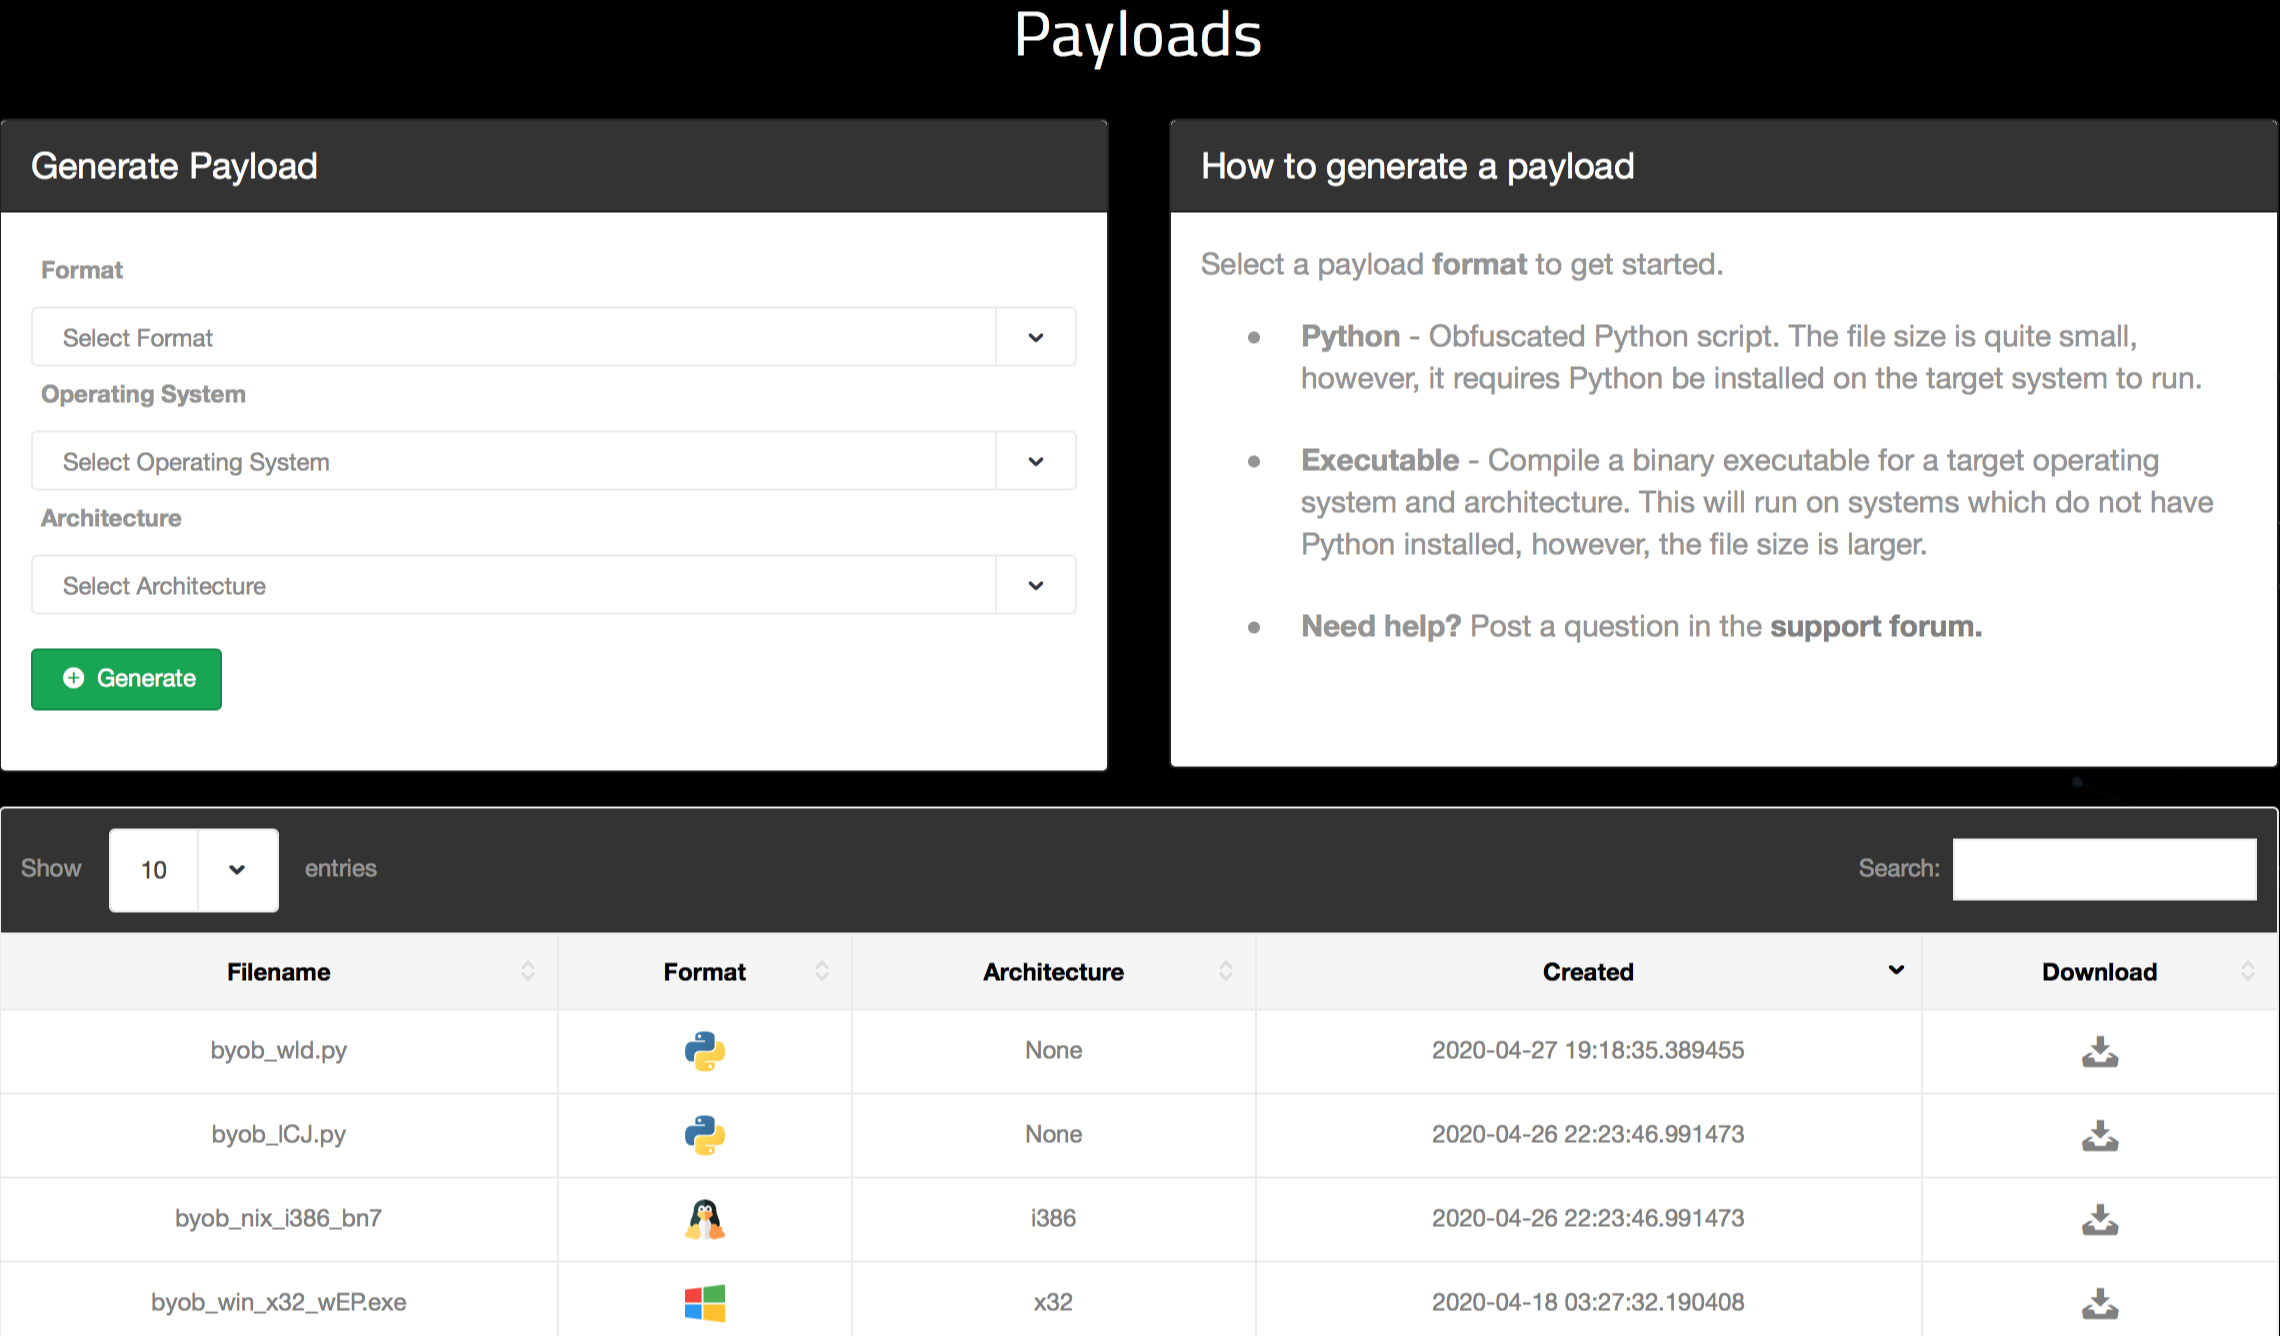 Payloads
Generate Payload
Format
Select Format
Operating System
Select Operating System
Architecture
Select Architecture
Generate
How to generate a payload
Select a payload format to get started.
Python - Obfuscated Python script. The file size is quite small,
however, it requires Python be installed on the target system to run.
Executable - Compile a binary executable for a target operating
system and architecture. This will run on systems which do not have
Python installed, however, the file size is larger.
Need help? Post a question in the support forum.
Show 10 entries Search:
Filename Format Architecture Created Download
byob_wld.py None 2020-04-27 19:18:35.389455
byob_lCJ.py None 2020-04-26 22:23:46.991473
byob_nix_i386_bn7 i386 2020-04-26 22:23:46.991473
byob_win_x32_wEP.exe x32 2020-04-18 03:27:32.190408